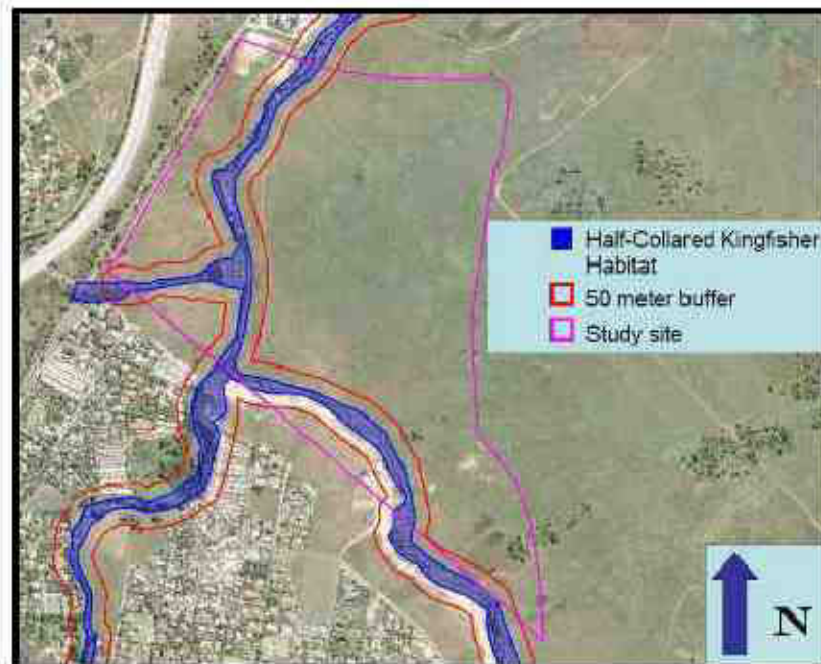 Half-Collared Kingfisher
Habitat
50 meter buffer
Study site
N